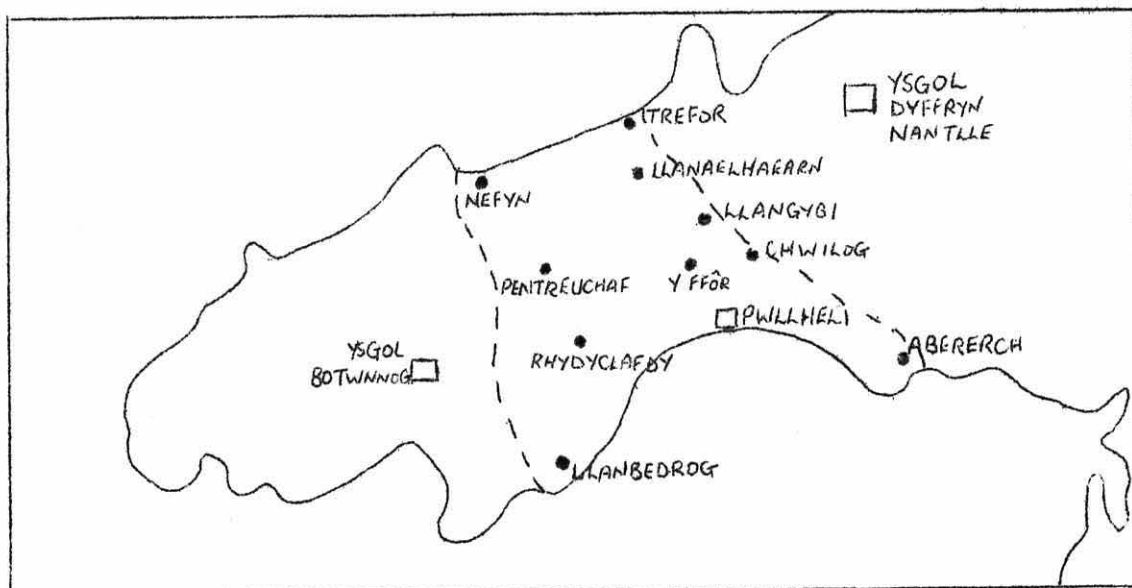 YSGOL
DYFFRYN
NANTLLE
TREFOR
LLANAELHAEARN
NEFYN
LLANGYBI
CHWILOG
PENTREUCHAF
Y FFÔR
PWLLHELI
YSGOL
BOTWNNOG
RHYDYCLAFDY
ABERERCH
LLANBEDROG